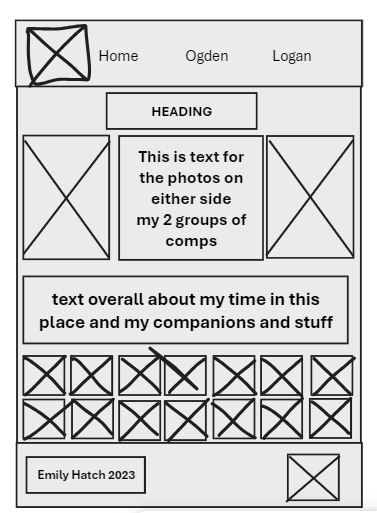 Home Ogden Logan
HEADING
This is text for
the photos on
either side
my 2 groups of
comps
text overall about my time in this
place and my companions and stuff
Emily Hatch 2023